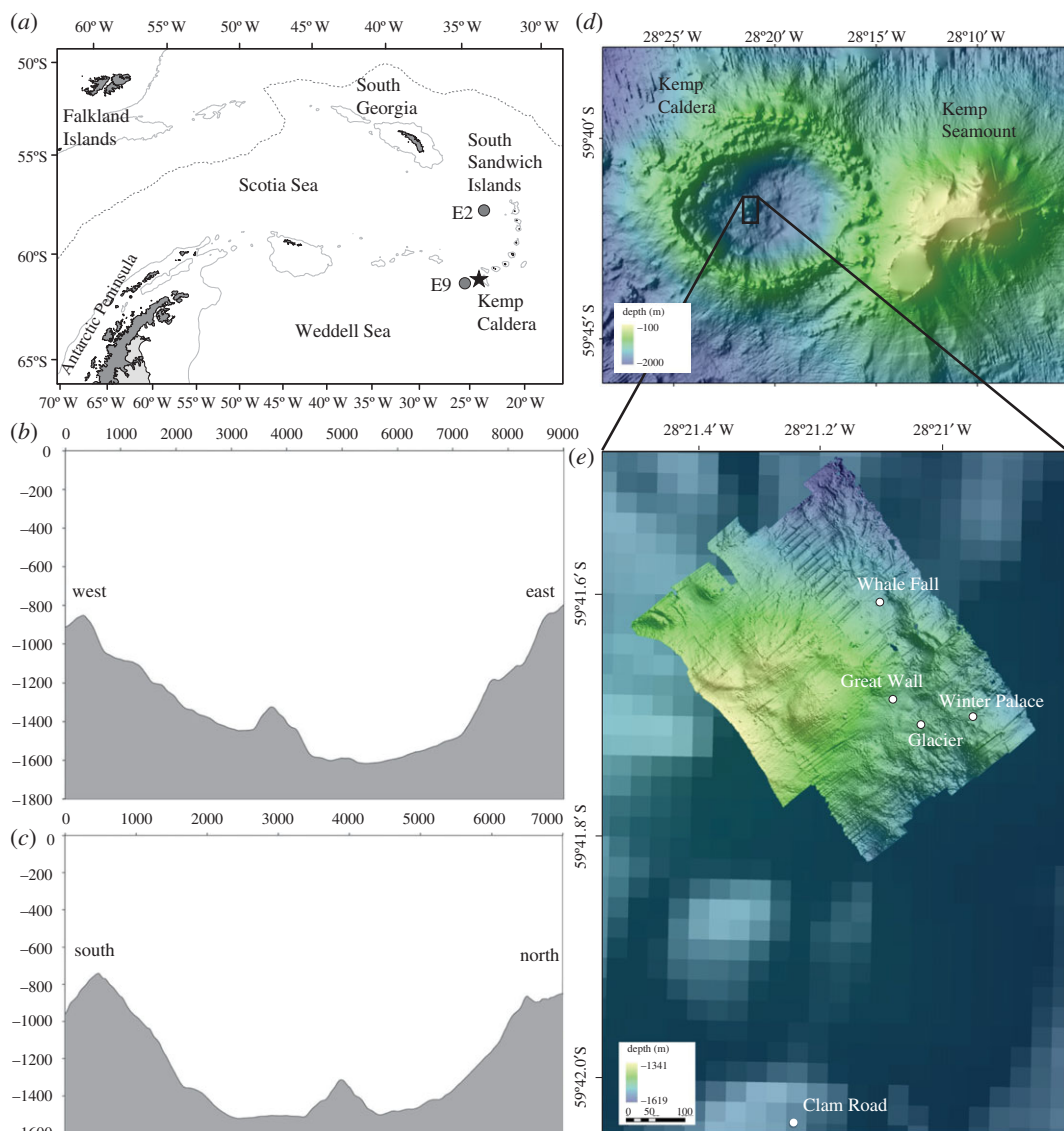 (a)
60° W 50° W 45° W 40° W 35° W 30° W
50° S
55° S
60° S
65° S
Falkland
Islands
South
Georgia
South
Sandwich
Islands
Scotia Sea
E2
E9
Kemp
Caldera
Antarctic Peninsula
Weddell Sea
70° W 65° W 60° W 55° W 50° W 45° W 40° W 35° W 30° W 20° W
(b)
0 1000 2000 3000 4000 5000 6000 7000 8000 9000
0
–200
–400
–600
–800
–1000
–1200
–1400
–1600
–1800
west
east
(c)
0 1000 2000 3000 4000 5000 6000 7000
0
–200
–400
–600
–800
–1000
–1200
–1400
–1600
south
north
(d)
28°25′ W 28°20′ W 28°15′ W 28°10′ W
59°40′ S
59°45′ S
Kemp
Caldera
Kemp
Seamount
depth (m)
–100
–2000
(e)
28°21.4′ W 28°21.2′ W 28°21′ W
59°41.6′ S
59°41.8′ S
59°42.0′ S
Whale Fall
Great Wall
Winter Palace
Glacier
Clam Road
depth (m)
–1341
–1619
0 50 100